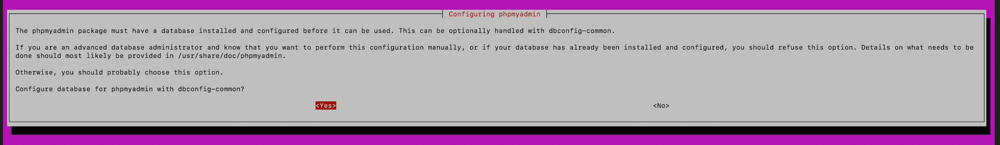 Configuring phpmyadmin
The phpmyadmin package must have a database installed and configured before it can be used. This can be optionally handled with dbconfig-common.
If you are an advanced database administrator and know that you want to perform this configuration manually, or if your database has already been installed and configured, you should refuse this option. Details on what needs to be
done should most likely be provided in /usr/share/doc/phpmyadmin.
Otherwise, you should probably choose this option.
Configure database for phpmyadmin with dbconfig-common?
<Yes> <No>